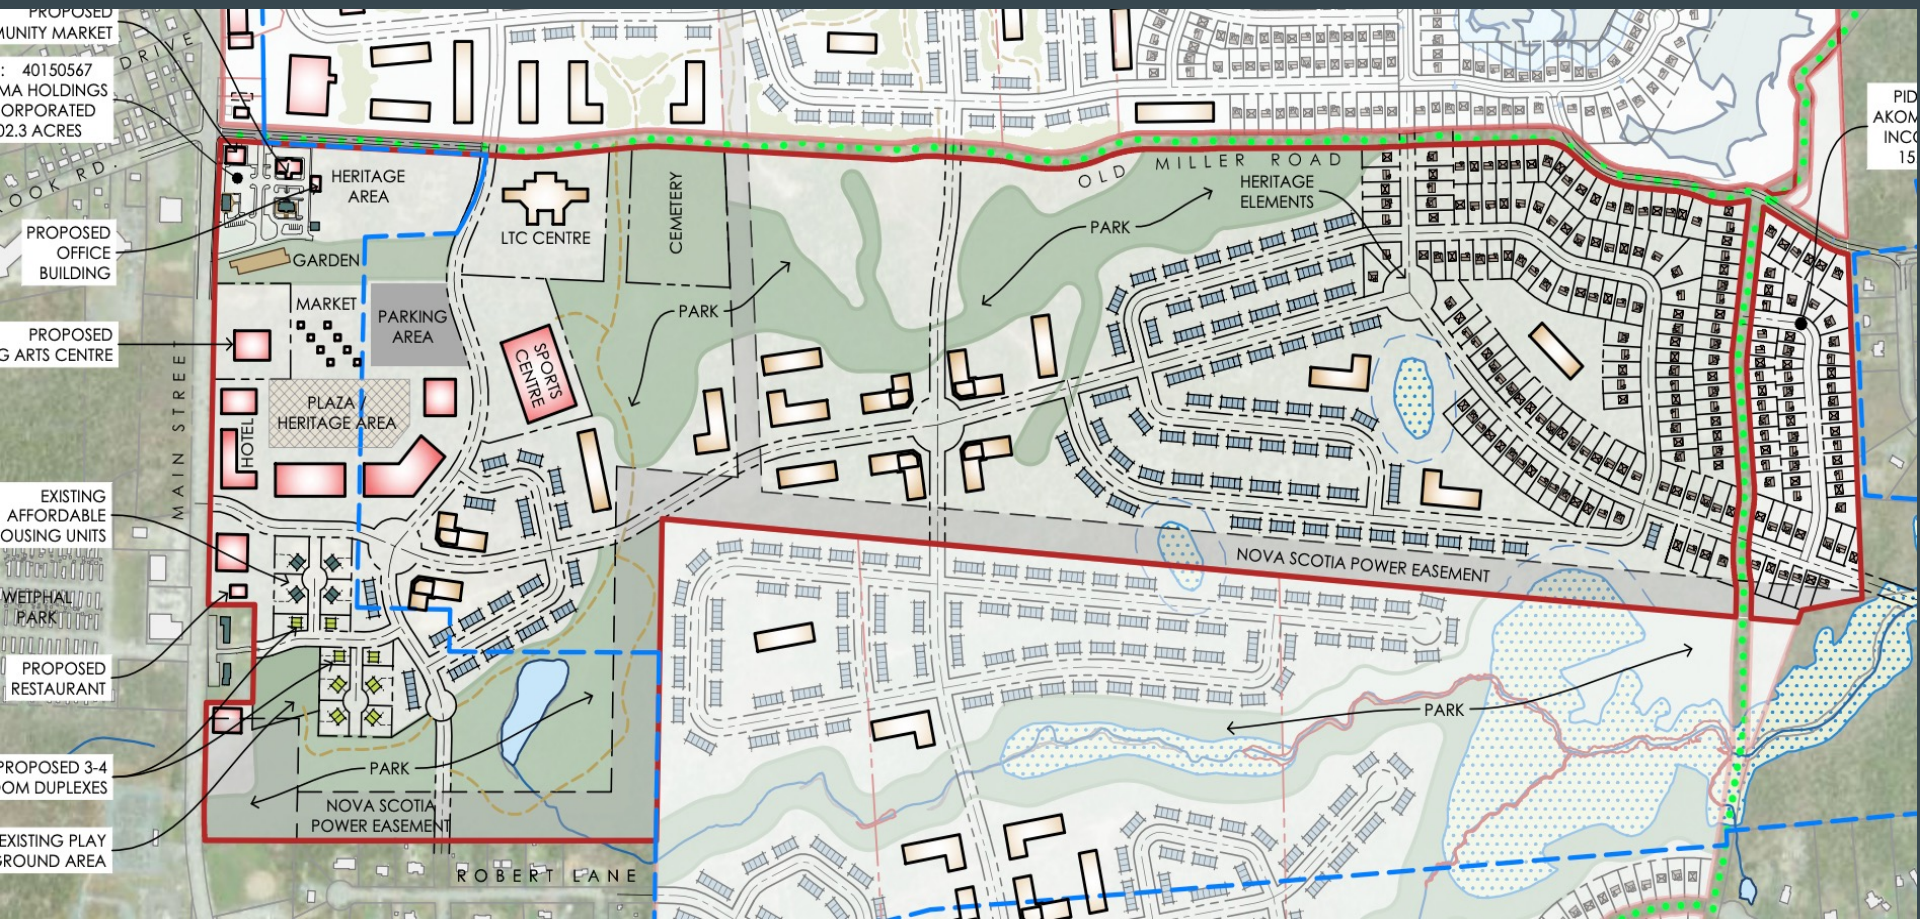 PROPOSED
MUNITY MARKET
DRIVE
: 40150567
MA HOLDINGS
ORPORATED
02.3 ACRES
OOK RD.
PROPOSED
OFFICE
BUILDING
PROPOSED
G ARTS CENTRE
MAIN STREET
EXISTING
AFFORDABLE
OUSING UNITS
WETPHAL
PARK
PROPOSED
RESTAURANT
PROPOSED 3-4
OM DUPLEXES
EXISTING PLAY
GROUND AREA
HERITAGE
AREA
GARDEN
MARKET
PARKING
AREA
PLAZA /
HERITAGE AREA
HOTEL
LTC CENTRE
CEMETERY
SPORTS
CENTRE
PARK
PARK
OLD MILLER ROAD
HERITAGE
ELEMENTS
NOVA SCOTIA POWER EASEMENT
PARK
PARK
NOVA SCOTIA
POWER EASEMENT
ROBERT LANE
PID
AKOM
INCO
15